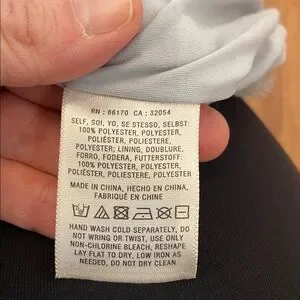 RN : 66170 CA : 32054
SELF, SOI, YO, SE STESSO, SELBST:
100% POLYESTER, POLYESTER,
POLIÉSTER, POLIESTERE,
POLYESTER; LINING, DOUBLURE,
FORRO, FODERA, FUTTERSTOFF:
100% POLYESTER, POLYESTER,
POLIÉSTER, POLIESTERE, POLYESTER
MADE IN CHINA, HECHO EN CHINA,
FABRIQUÉ EN CHINE
HAND WASH COLD SEPARATELY, DO
NOT WRING OR TWIST, USE ONLY
NON-CHLORINE BLEACH, RESHAPE
LAY FLAT TO DRY, LOW IRON AS
NEEDED, DO NOT DRY CLEAN